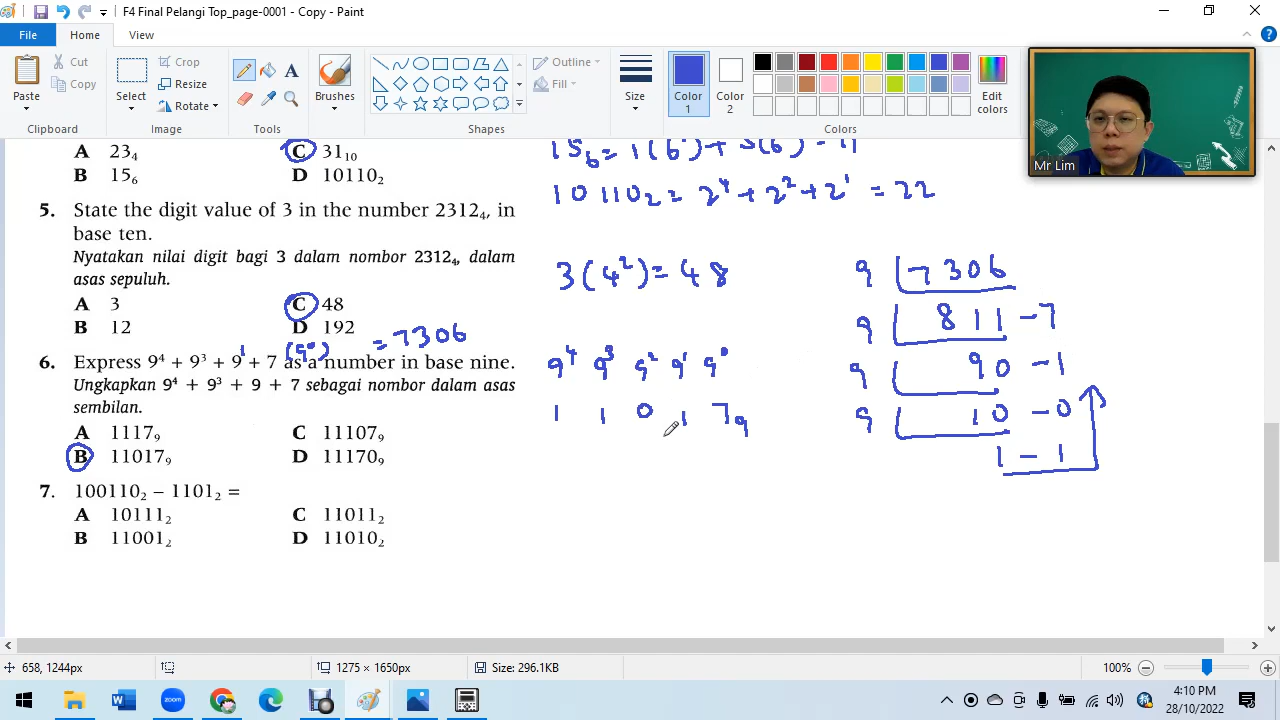 F4 Final Pelangi Top_page-0001 - Copy - Paint
File Home View
Paste Cut Copy Clipboard
Select Crop Resize Rotate Image
Tools
Brushes
Outline Fill Shapes
Size
Color 1 Color 2 Edit colors Colors
Mr Lim
A 23₄ C 31₁₀
B 15₆ D 10110₂
10110₂ = 2⁴ + 2² + 2¹ = 22
5. State the digit value of 3 in the number 2312₄, in
base ten.
Nyatakan nilai digit bagi 3 dalam nombor 2312₄, dalam
asas sepuluh.
A 3 C 48
B 12 D 192
3(4²) = 48
9 7306
9 811 - 7
9 90 - 1
9 10 - 0
1 - 1
1 (9⁰) = 7306
6. Express 9⁴ + 9³ + 9 + 7 as a number in base nine.
Ungkapkan 9⁴ + 9³ + 9 + 7 sebagai nombor dalam asas
sembilan.
A 1117₉ C 11107₉
B 11017₉ D 11170₉
9⁴ 9³ 9² 9¹ 9⁰
1 1 0 1 7₉
7. 100110₂ – 1101₂ =
A 10111₂ C 11011₂
B 11001₂ D 11010₂
658, 1244px 1275 × 1650px Size: 296.1KB 100%
zoom
4:10 PM
28/10/2022